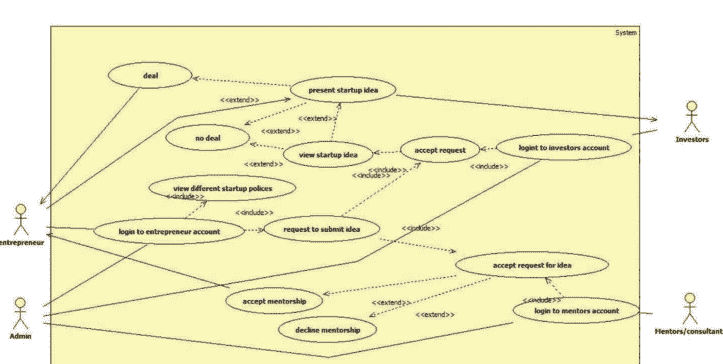 System
deal
present startup idea
<<extend>>
<<extend>>
no deal
<<extend>>
view startup idea
accept request
logint to investors account
Investors
<<extend>>
<<include>>
<<include>>
<<include>>
view different startup polices
<<include>>
<<include>>
entrepreneur
login to entrepreneur account
request to submit idea
<<include>>
accept request for idea
accept mentorship
<<extend>>
<<include>>
login to mentors account
<<extend>>
decline mentorship
Admin
Mentors/consultant